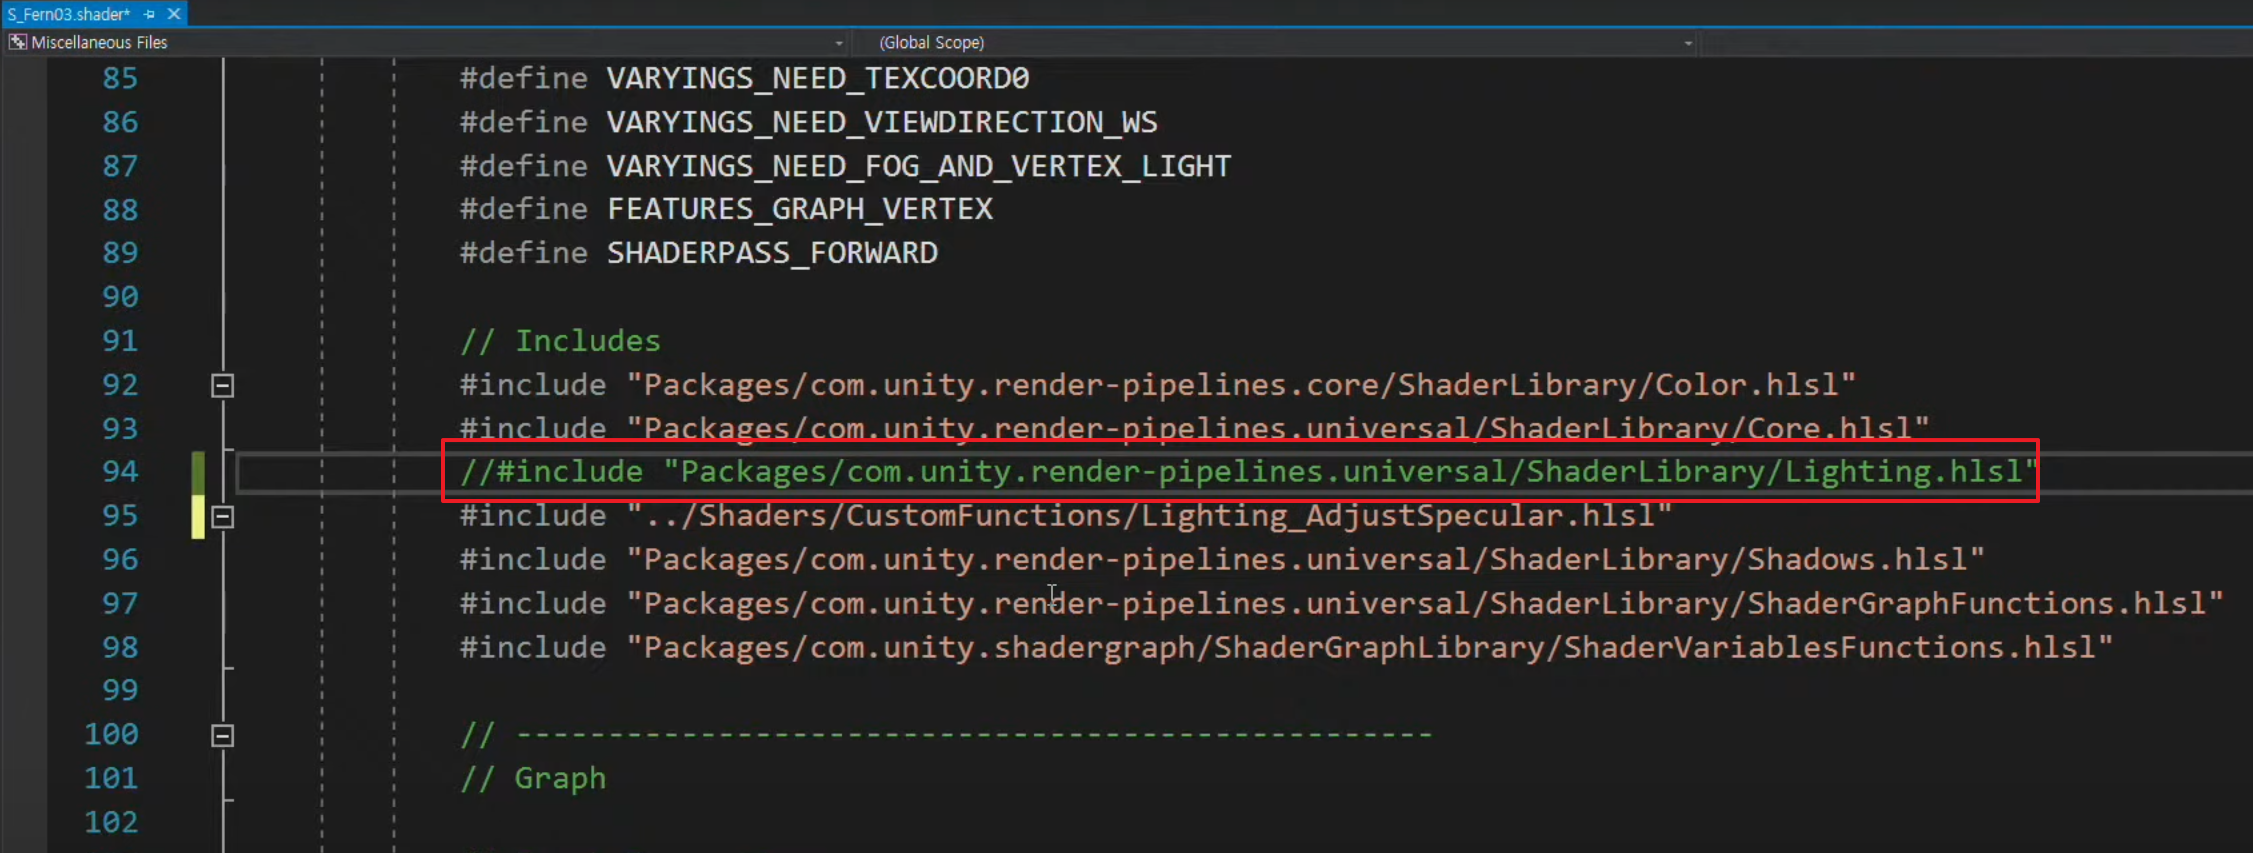 S_Fern03.shader*
Miscellaneous Files (Global Scope)
85 #define VARYINGS_NEED_TEXCOORD0
86 #define VARYINGS_NEED_VIEWDIRECTION_WS
87 #define VARYINGS_NEED_FOG_AND_VERTEX_LIGHT
88 #define FEATURES_GRAPH_VERTEX
89 #define SHADERPASS_FORWARD
90
91 // Includes
92 #include "Packages/com.unity.render-pipelines.core/ShaderLibrary/Color.hlsl"
93 #include "Packages/com.unity.render-pipelines.universal/ShaderLibrary/Core.hlsl"
94 //#include "Packages/com.unity.render-pipelines.universal/ShaderLibrary/Lighting.hlsl"
95 #include "../Shaders/CustomFunctions/Lighting_AdjustSpecular.hlsl"
96 #include "Packages/com.unity.render-pipelines.universal/ShaderLibrary/Shadows.hlsl"
97 #include "Packages/com.unity.render-pipelines.universal/ShaderLibrary/ShaderGraphFunctions.hlsl"
98 #include "Packages/com.unity.shadergraph/ShaderGraphLibrary/ShaderVariablesFunctions.hlsl"
99
100 // --------------------------------------------------
101 // Graph
102